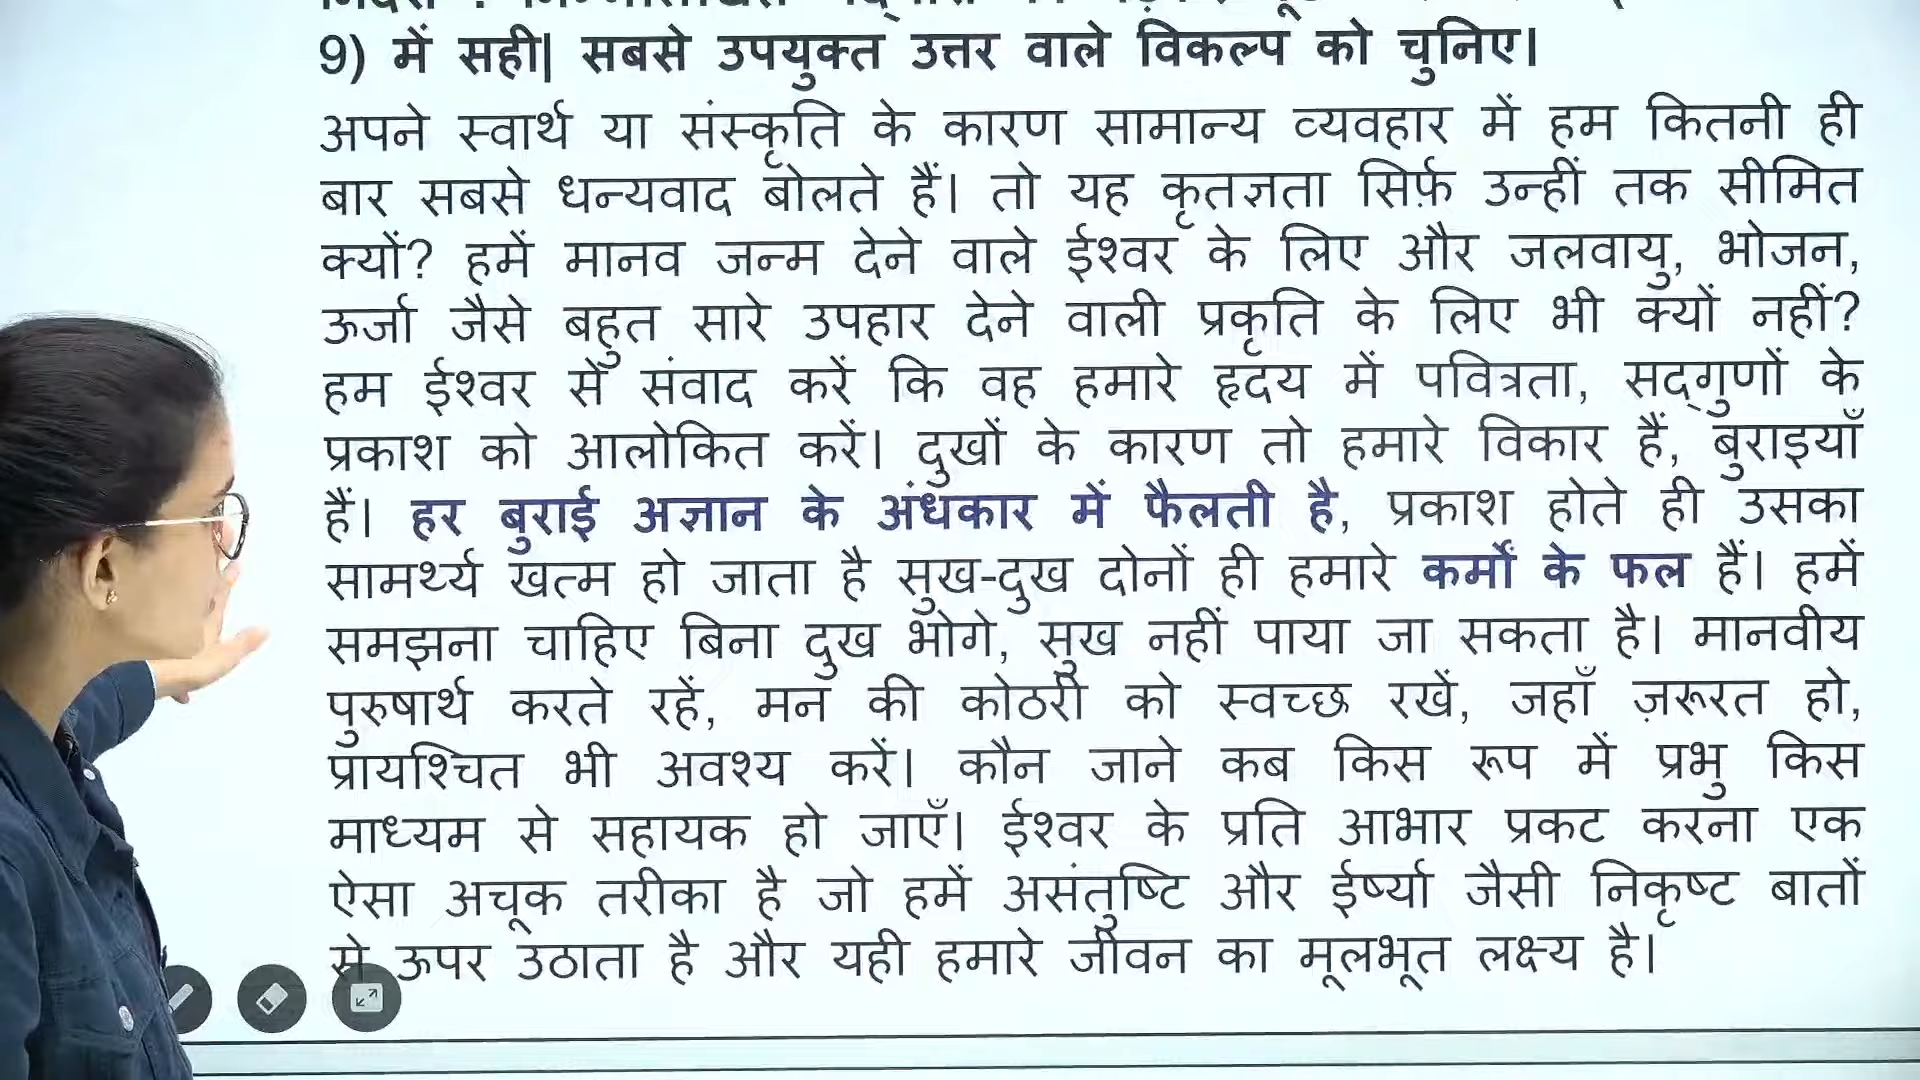 9) में सही| सबसे उपयुक्त उत्तर वाले विकल्प को चुनिए।
अपने स्वार्थ या संस्कृति के कारण सामान्य व्यवहार में हम कितनी ही
बार सबसे धन्यवाद बोलते हैं। तो यह कृतज्ञता सिर्फ़ उन्हीं तक सीमित
क्यों? हमें मानव जन्म देने वाले ईश्वर के लिए और जलवायु, भोजन,
ऊर्जा जैसे बहुत सारे उपहार देने वाली प्रकृति के लिए भी क्यों नहीं?
हम ईश्वर से संवाद करें कि वह हमारे हृदय में पवित्रता, सद्गुणों के
प्रकाश को आलोकित करें। दुखों के कारण तो हमारे विकार हैं, बुराइयाँ
हैं। हर बुराई अज्ञान के अंधकार में फैलती है, प्रकाश होते ही उसका
सामर्थ्य खत्म हो जाता है सुख-दुख दोनों ही हमारे कर्मों के फल हैं। हमें
समझना चाहिए बिना दुख भोगे, सुख नहीं पाया जा सकता है। मानवीय
पुरुषार्थ करते रहें, मन की कोठरी को स्वच्छ रखें, जहाँ ज़रूरत हो,
प्रायश्चित भी अवश्य करें। कौन जाने कब किस रूप में प्रभु किस
माध्यम से सहायक हो जाएँ। ईश्वर के प्रति आभार प्रकट करना एक
ऐसा अचूक तरीका है जो हमें असंतुष्टि और ईर्ष्या जैसी निकृष्ट बातों
से ऊपर उठाता है और यही हमारे जीवन का मूलभूत लक्ष्य है।